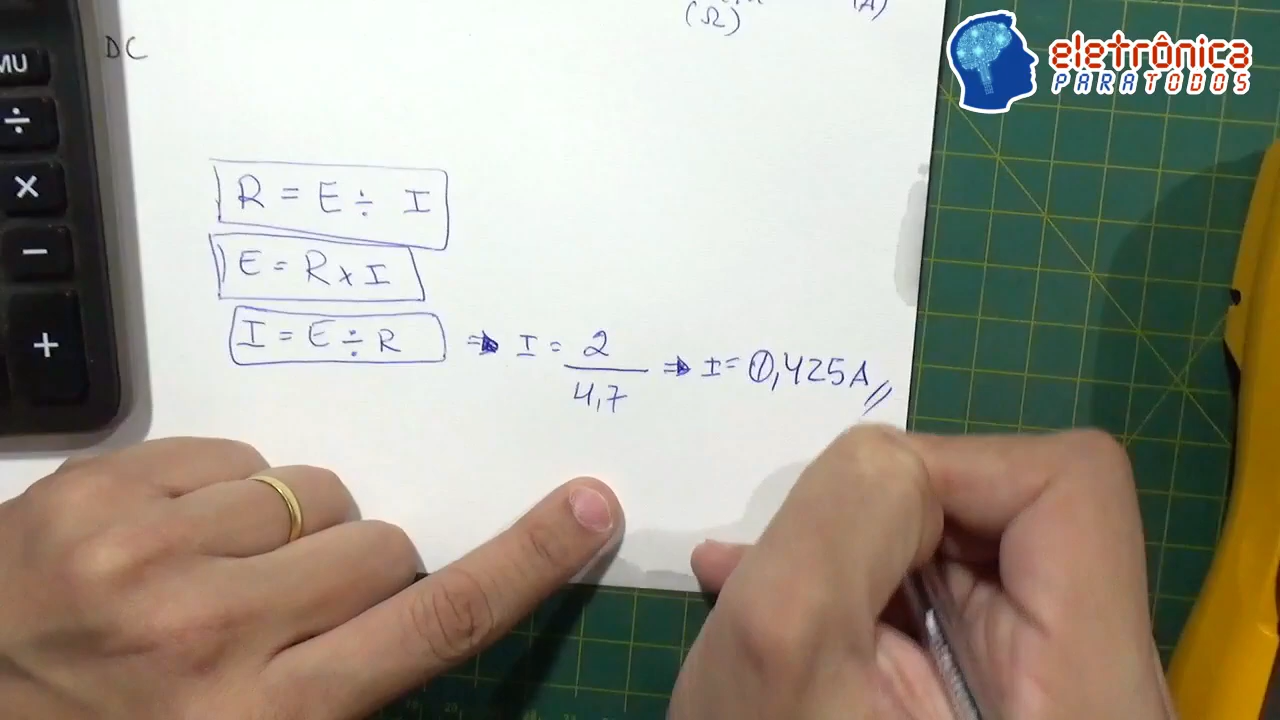 (Ω) (A)
DC
eletrônica
PARATODOS
MU
÷
×
−
+
R = E ÷ I
E = R x I
I = E ÷ R ⇒ I = 2/4,7 ⇒ I = 0,425A